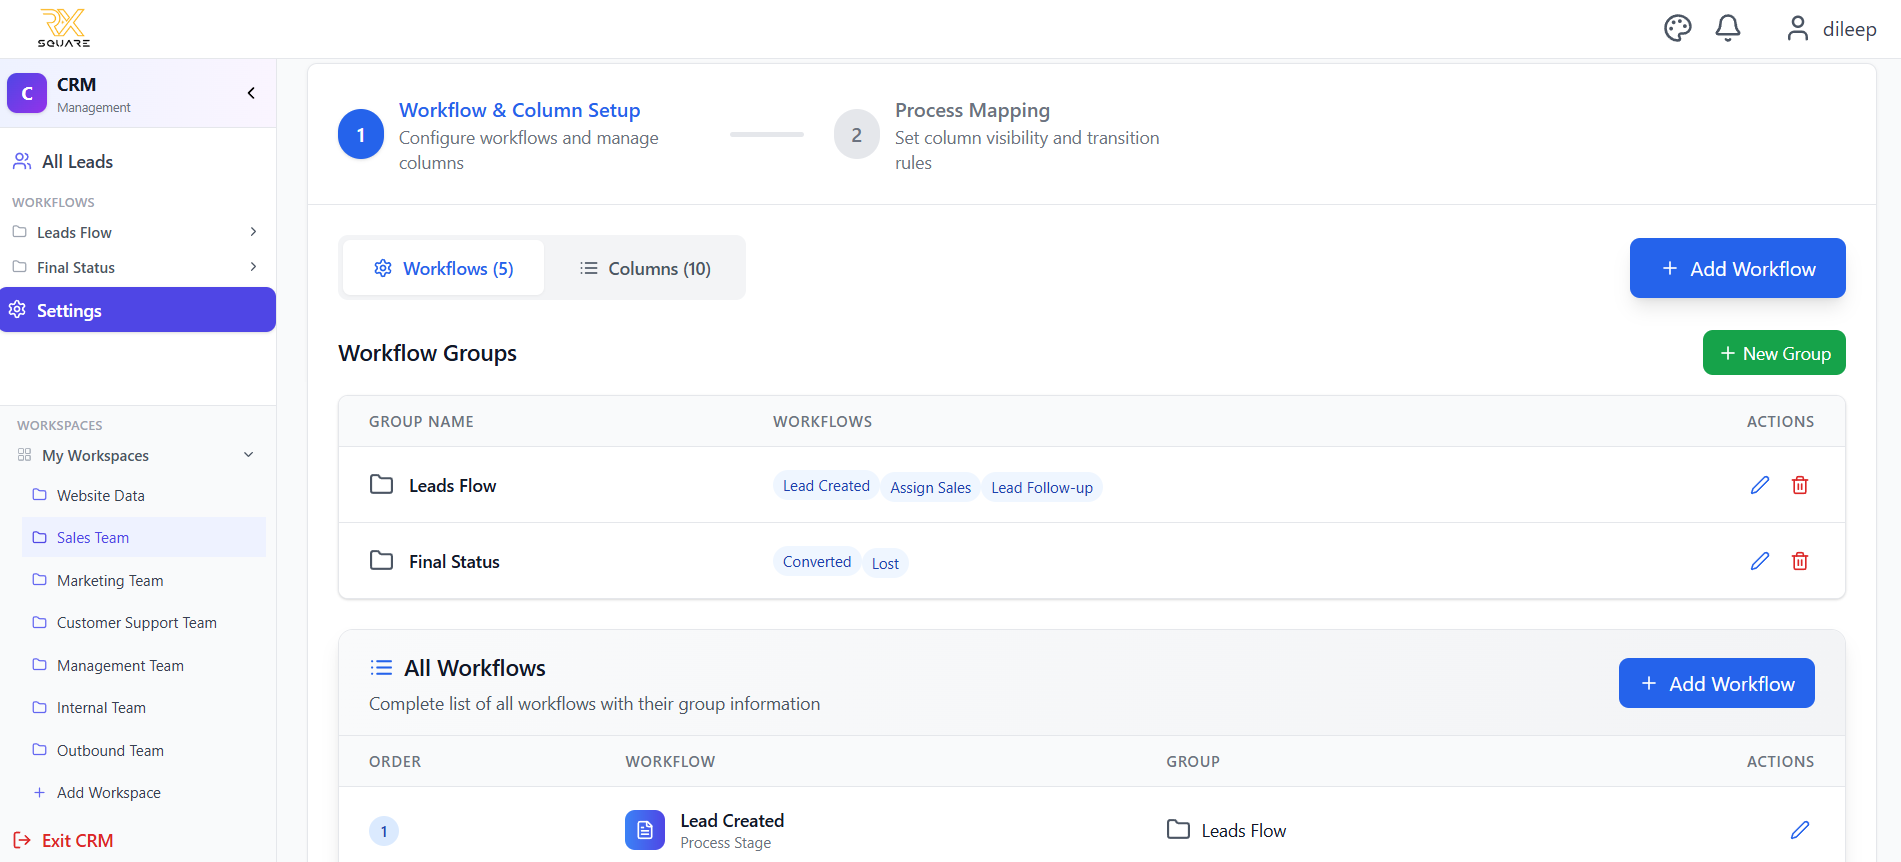 RX
SQUARE
dileep
C
CRM
Management
All Leads
WORKFLOWS
Leads Flow
Final Status
Settings
WORKSPACES
My Workspaces
Website Data
Sales Team
Marketing Team
Customer Support Team
Management Team
Internal Team
Outbound Team
Add Workspace
Exit CRM
1
Workflow & Column Setup
Configure workflows and manage
columns
2
Process Mapping
Set column visibility and transition
rules
Workflows (5)
Columns (10)
+ Add Workflow
Workflow Groups
+ New Group
GROUP NAME WORKFLOWS ACTIONS
Leads Flow Lead Created Assign Sales Lead Follow-up
Final Status Converted Lost
All Workflows
Complete list of all workflows with their group information
+ Add Workflow
ORDER WORKFLOW GROUP ACTIONS
1 Lead Created Leads Flow
Process Stage